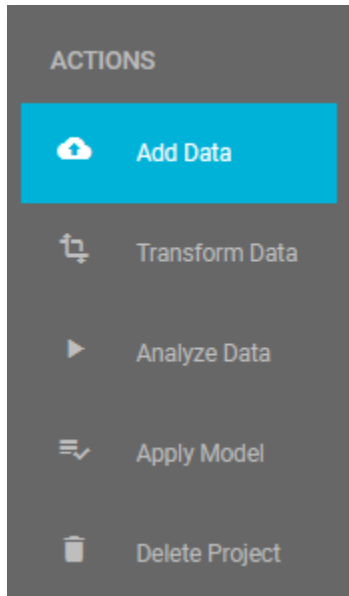 ACTIONS
Add Data
Transform Data
Analyze Data
Apply Model
Delete Project